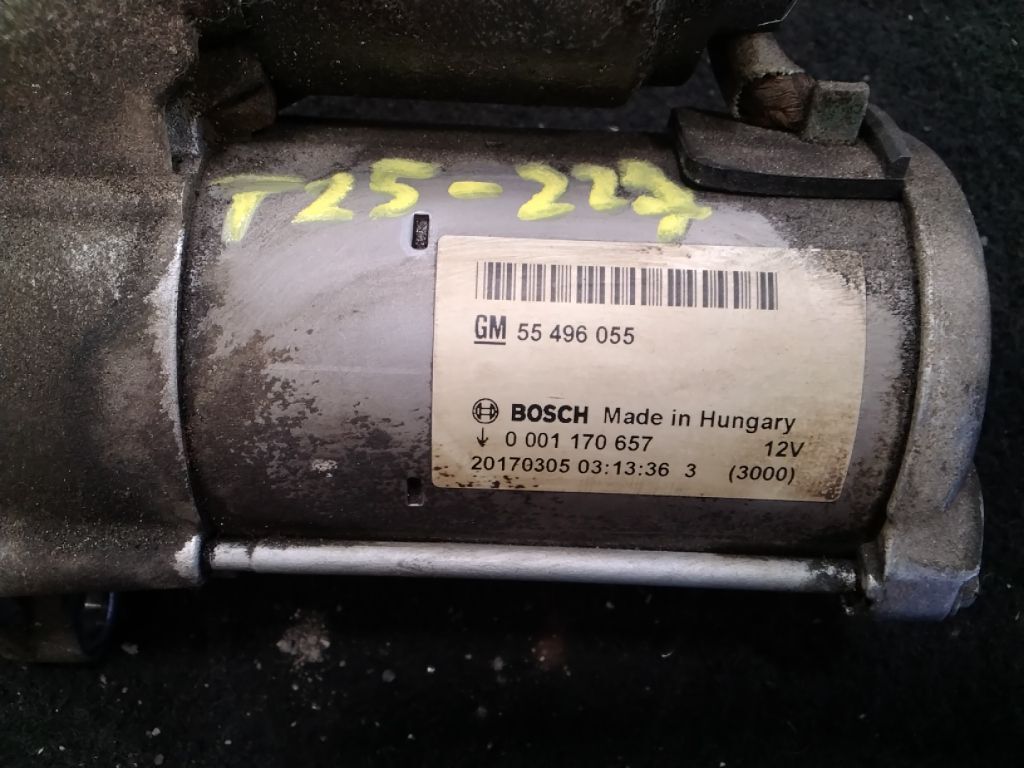 T25-227
GM 55 496 055
BOSCH Made in Hungary
0 001 170 657 12V
20170305 03:13:36 3 (3000)